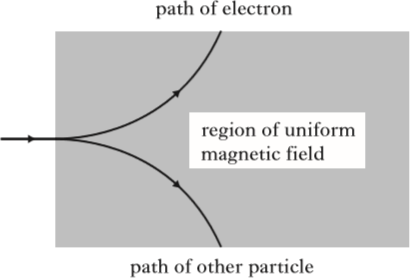 path of electron
region of uniform
magnetic field
path of other particle